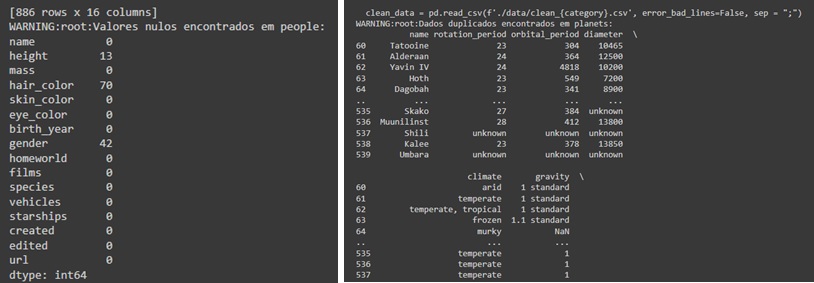 [886 rows x 16 columns]
WARNING:root:Valores nulos encontrados em people:
name 0
height 13
mass 0
hair_color 70
skin_color 0
eye_color 0
birth_year 0
gender 42
homeworld 0
films 0
species 0
vehicles 0
starships 0
created 0
edited 0
url 0
dtype: int64
clean_data = pd.read_csv(f'./data/clean_{category}.csv', error_bad_lines=False, sep = ";")
WARNING:root:Dados duplicados encontrados em planets:
name rotation_period orbital_period diameter \
60 Tatooine 23 304 10465
61 Alderaan 24 364 12500
62 Yavin IV 24 4818 10200
63 Hoth 23 549 7200
64 Dagobah 23 341 8900
.. ... ... ... ...
535 Skako 27 384 unknown
536 Muunilinst 28 412 13800
537 Shili unknown unknown unknown
538 Kalee 23 378 13850
539 Umbara unknown unknown unknown
climate gravity \
60 arid 1 standard
61 temperate 1 standard
62 temperate, tropical 1 standard
63 frozen 1.1 standard
64 murky NaN
.. ... ...
535 temperate 1
536 temperate 1
537 temperate 1